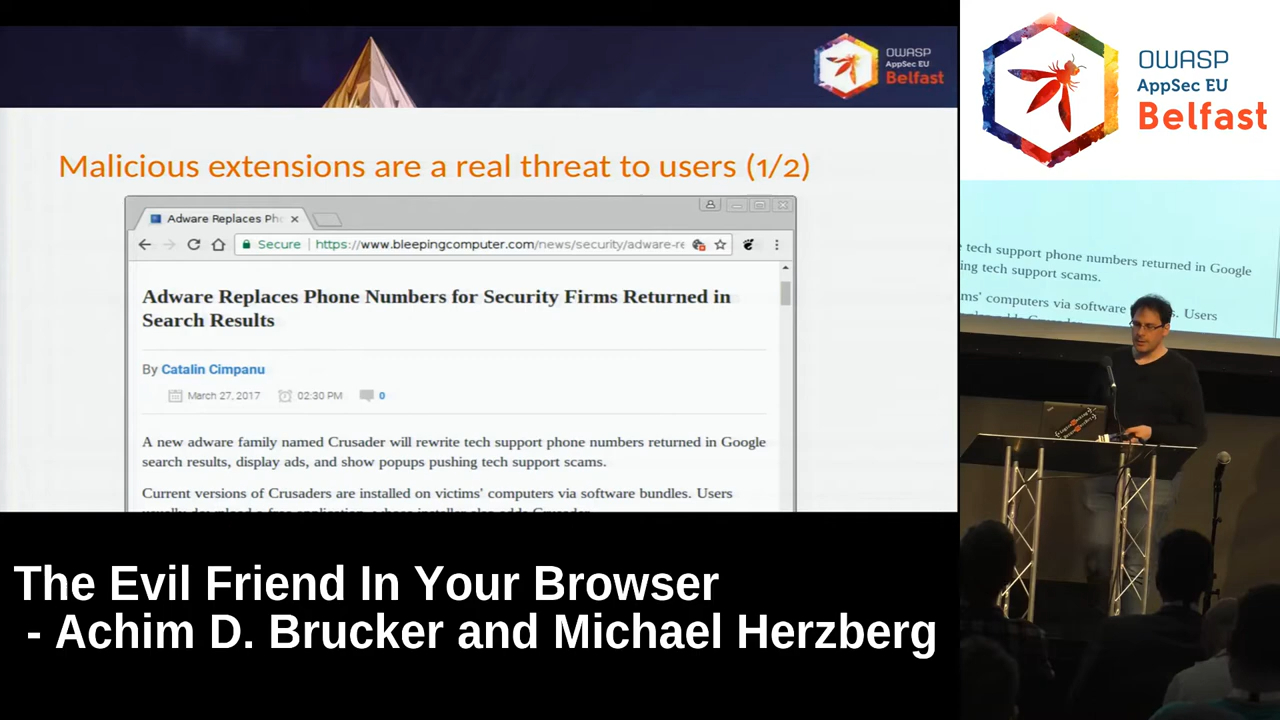 OWASP
AppSec EU
Belfast
Malicious extensions are a real threat to users (1/2)
Adware Replaces Ph
Secure
https://www.bleepingcomputer.com/news/security/adware-re
Adware Replaces Phone Numbers for Security Firms Returned in
Search Results
By Catalin Cimpanu
March 27, 2017
02:30 PM
0
A new adware family named Crusader will rewrite tech support phone numbers returned in Google
search results, display ads, and show popups pushing tech support scams.
Current versions of Crusaders are installed on victims' computers via software bundles. Users
OWASP
AppSec EU
Belfast
tech support phone numbers returned in Google
ing tech support scams.
ms' computers via software
Users
The Evil Friend In Your Browser
- Achim D. Brucker and Michael Herzberg